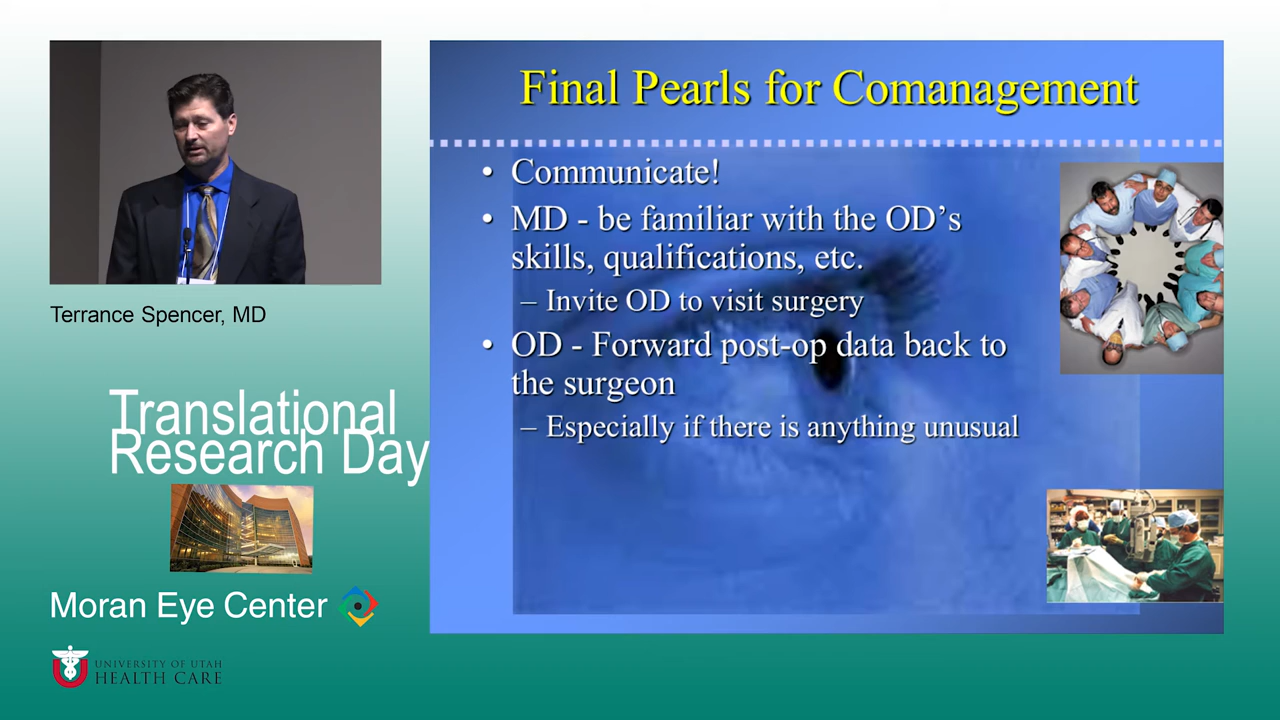 Final Pearls for Comanagement
• Communicate!
• MD - be familiar with the OD’s
skills, qualifications, etc.
– Invite OD to visit surgery
• OD - Forward post-op data back to
the surgeon
– Especially if there is anything unusual
Terrance Spencer, MD
Translational
Research Day
Moran Eye Center
UNIVERSITY OF UTAH
HEALTH CARE